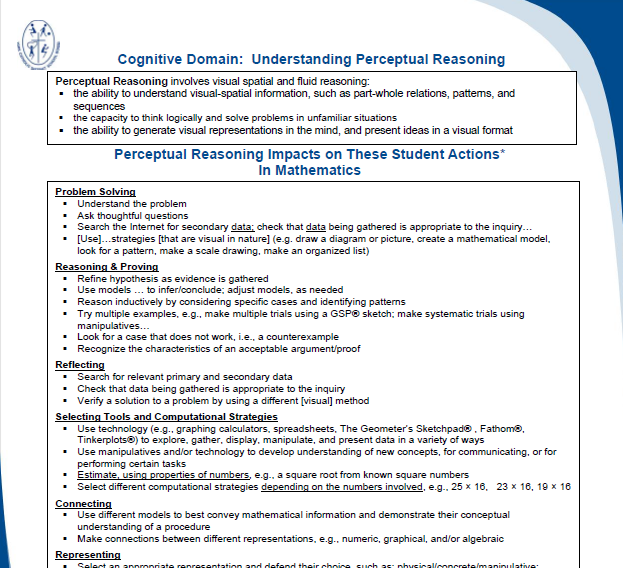 Cognitive Domain: Understanding Perceptual Reasoning
Perceptual Reasoning involves visual spatial and fluid reasoning:
▪ the ability to understand visual-spatial information, such as part-whole relations, patterns, and
sequences
▪ the capacity to think logically and solve problems in unfamiliar situations
▪ the ability to generate visual representations in the mind, and present ideas in a visual format
Perceptual Reasoning Impacts on These Student Actions*
In Mathematics
Problem Solving
▪ Understand the problem
▪ Ask thoughtful questions
▪ Search the Internet for secondary data; check that data being gathered is appropriate to the inquiry…
▪ [Use]…strategies [that are visual in nature] (e.g. draw a diagram or picture, create a mathematical model,
look for a pattern, make a scale drawing, make an organized list)
Reasoning & Proving
▪ Refine hypothesis as evidence is gathered
▪ Use models … to infer/conclude; adjust models, as needed
▪ Reason inductively by considering specific cases and identifying patterns
▪ Try multiple examples, e.g., make multiple trials using a GSP® sketch; make systematic trials using
manipulatives…
▪ Look for a case that does not work, i.e., a counterexample
▪ Recognize the characteristics of an acceptable argument/proof
Reflecting
▪ Search for relevant primary and secondary data
▪ Check that data being gathered is appropriate to the inquiry
▪ Verify a solution to a problem by using a different [visual] method
Selecting Tools and Computational Strategies
▪ Use technology (e.g., graphing calculators, spreadsheets, The Geometer's Sketchpad® , Fathom®,
Tinkerplots®) to explore, gather, display, manipulate, and present data in a variety of ways
▪ Use manipulatives and/or technology to develop understanding of new concepts, for communicating, or for
performing certain tasks
▪ Estimate, using properties of numbers, e.g., a square root from known square numbers
▪ Select different computational strategies depending on the numbers involved, e.g., 25 × 16, 23 × 16, 19 × 16
Connecting
▪ Use different models to best convey mathematical information and demonstrate their conceptual
understanding of a procedure
▪ Make connections between different representations, e.g., numeric, graphical, and/or algebraic
Representing
▪ Select an appropriate representation and defend their choice, such as: physical/concrete/manipulative;